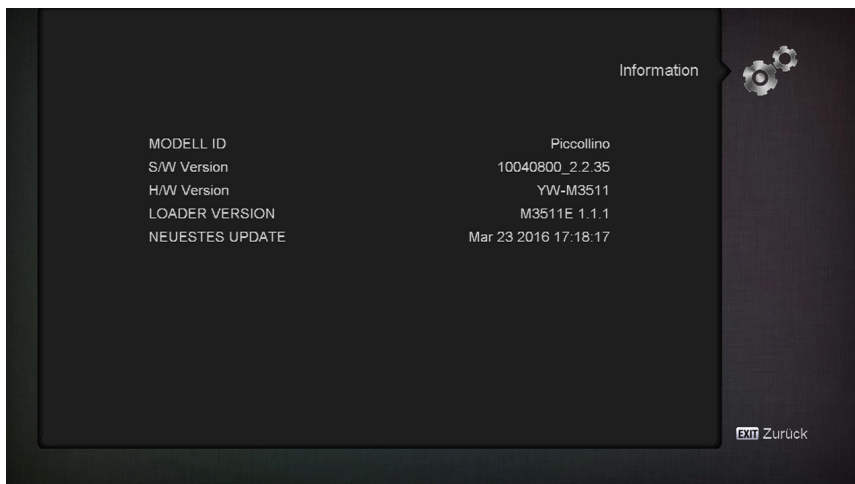 Information
MODELL ID Piccollino
S/W Version 10040800_2.2.35
H/W Version YW-M3511
LOADER VERSION M3511E 1.1.1
NEUESTES UPDATE Mar 23 2016 17:18:17
EXIT Zurück